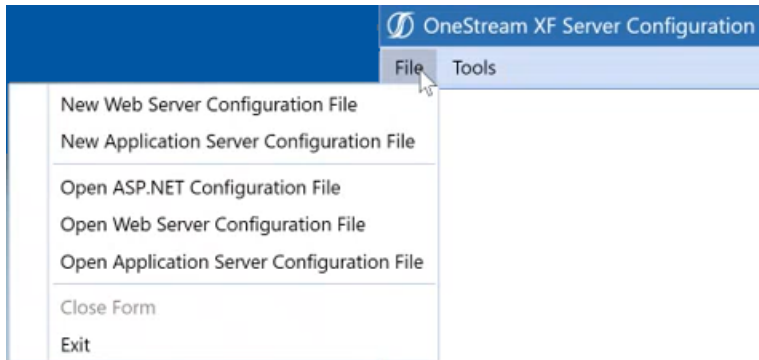 OneStream XF Server Configuration
File Tools
New Web Server Configuration File
New Application Server Configuration File
Open ASP.NET Configuration File
Open Web Server Configuration File
Open Application Server Configuration File
Close Form
Exit